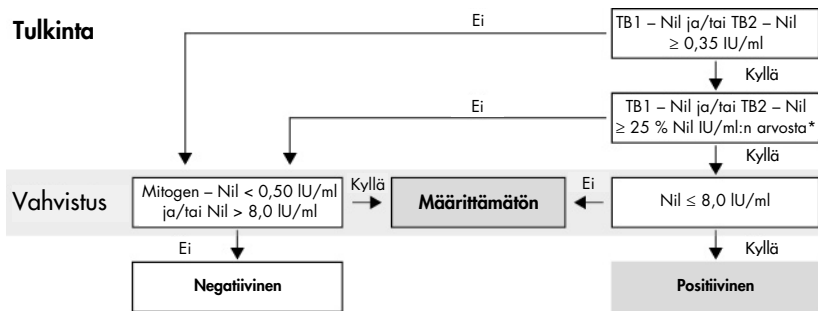 Tulkinta
Ei
TB1 – Nil ja/tai TB2 – Nil
≥ 0,35 IU/ml
Kyllä
Ei
TB1 – Nil ja/tai TB2 – Nil
≥ 25 % Nil IU/ml:n arvosta*
Kyllä
Vahvistus
Mitogen – Nil < 0,50 IU/ml
ja/tai Nil > 8,0 IU/ml
Kyllä
Määrittämätön
Ei
Nil ≤ 8,0 IU/ml
Ei
Kyllä
Negatiivinen
Positiivinen